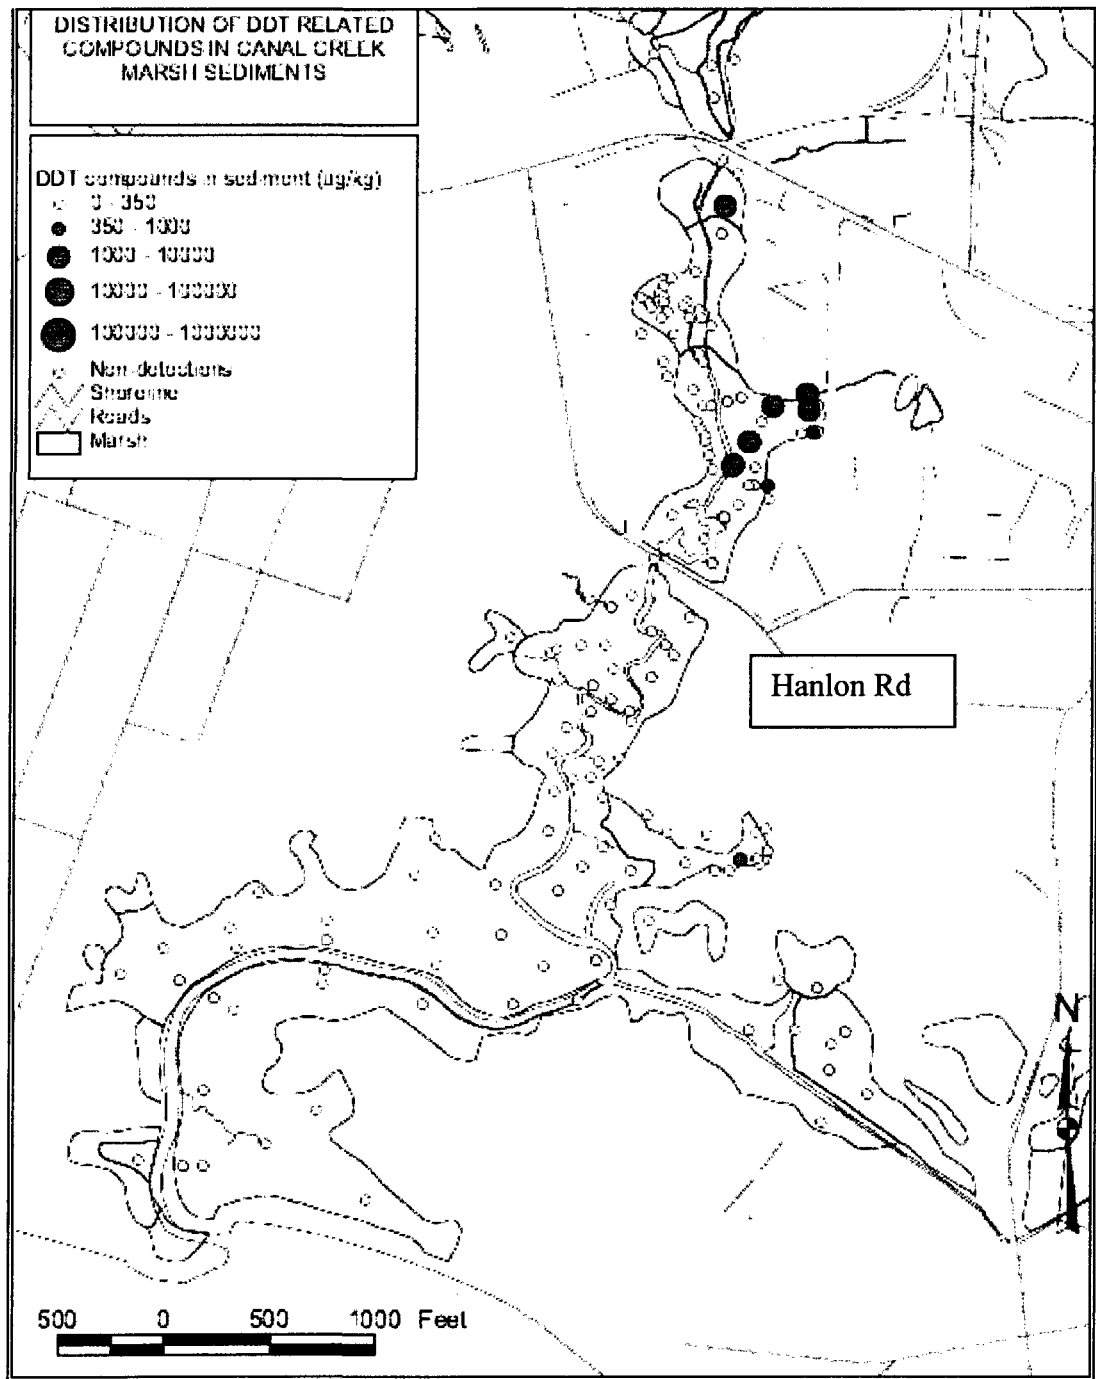 DISTRIBUTION OF DDT RELATED
COMPOUNDS IN CANAL CREEK
MARSH SEDIMENTS
DDT compounds in sediment (ug/kg)
0 - 350
350 - 1000
1000 - 10000
10000 - 100000
100000 - 1000000
Non-detections
Shoreline
Roads
Marsh
Hanlon Rd
N
500 0 500 1000 Feet